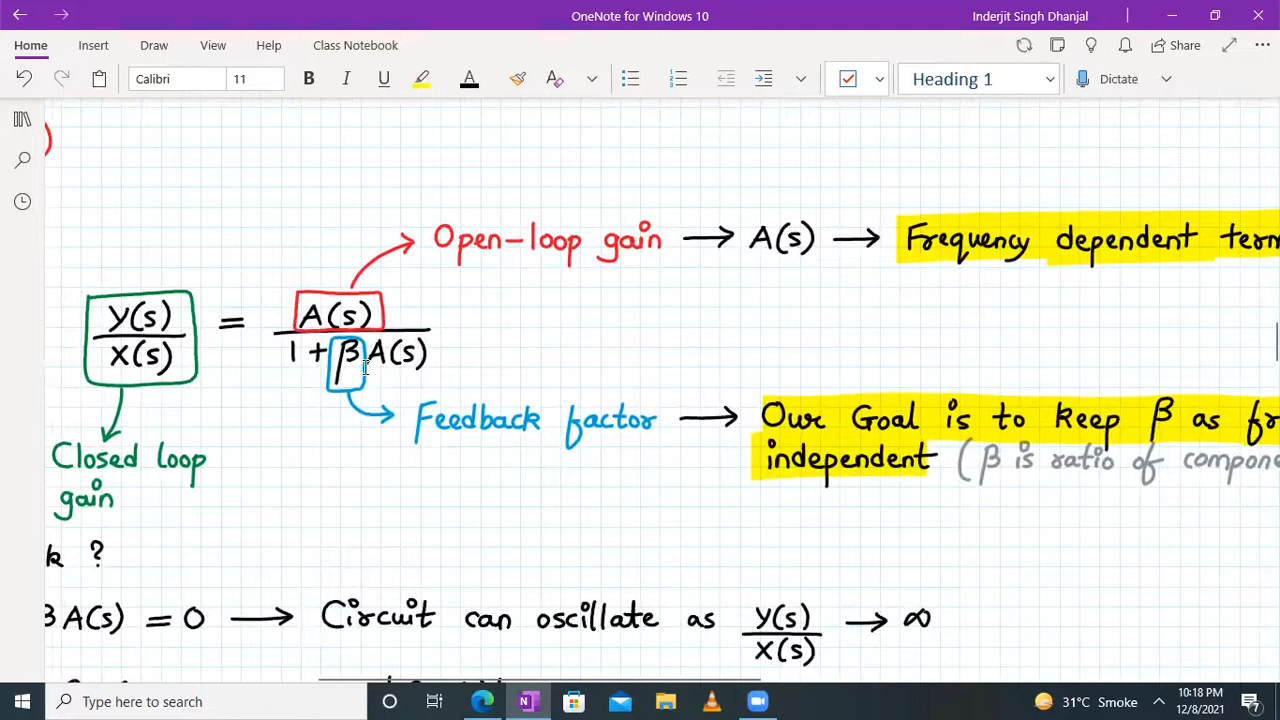 OneNote for Windows 10
Inderjit Singh Dhanjal
Home Insert Draw View Help Class Notebook
Share
Calibri 11 B I U A Heading 1 Dictate
)
Open-loop gain → A(s) → Frequency dependent term
Y(s)/X(s) = A(s)/1 + βA(s)
Feedback factor → Our Goal is to keep β as fr
independent (β is ratio of compone
Closed loop
gain
k ?
βA(s) = 0 → Circuit can oscillate as Y(s)/X(s) → ∞
Type here to search
31°C Smoke
10:18 PM
12/8/2021
7